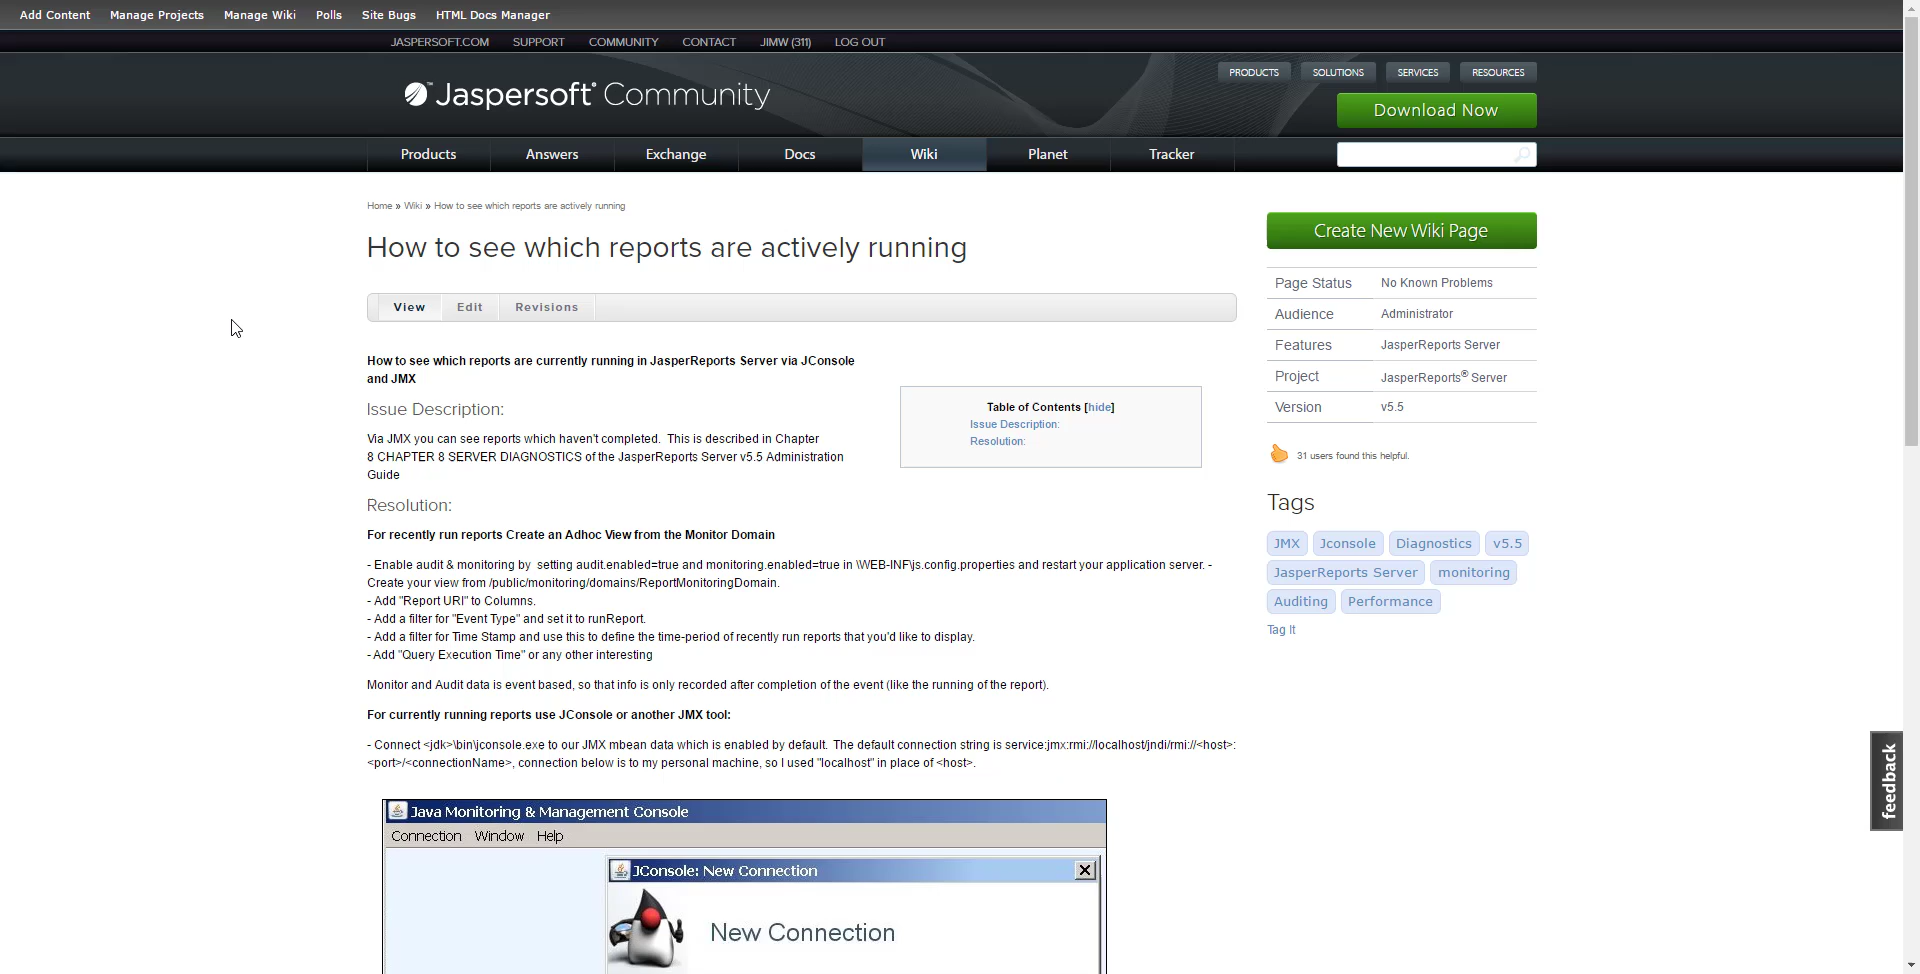 Add Content Manage Projects Manage Wiki Polls Site Bugs HTML Docs Manager
JASPERSOFT.COM SUPPORT COMMUNITY CONTACT JIMW (311) LOG OUT
PRODUCTS SOLUTIONS SERVICES RESOURCES
Jaspersoft® Community
Download Now
Products Answers Exchange Docs Wiki Planet Tracker
Home » Wiki » How to see which reports are actively running
How to see which reports are actively running
View Edit Revisions
How to see which reports are currently running in JasperReports Server via JConsole
and JMX
Issue Description:
Via JMX you can see reports which haven't completed. This is described in Chapter
8 CHAPTER 8 SERVER DIAGNOSTICS of the JasperReports Server v5.5 Administration
Guide
Table of Contents [hide]
Issue Description:
Resolution:
Resolution:
For recently run reports Create an Adhoc View from the Monitor Domain
- Enable audit & monitoring by setting audit.enabled=true and monitoring.enabled=true in \WEB-INF\js.config.properties and restart your application server. -
Create your view from /public/monitoring/domains/ReportMonitoringDomain.
- Add "Report URI" to Columns.
- Add a filter for "Event Type" and set it to runReport.
- Add a filter for Time Stamp and use this to define the time-period of recently run reports that you'd like to display.
- Add "Query Execution Time" or any other interesting
Monitor and Audit data is event based, so that info is only recorded after completion of the event (like the running of the report).
For currently running reports use JConsole or another JMX tool:
- Connect <jdk>\bin\jconsole.exe to our JMX mbean data which is enabled by default. The default connection string is service:jmx:rmi://localhost/jndi/rmi://<host>:
<port>/<connectionName>, connection below is to my personal machine, so I used "localhost" in place of <host>.
Java Monitoring & Management Console
Connection Window Help
JConsole: New Connection
New Connection
Create New Wiki Page
Page Status No Known Problems
Audience Administrator
Features JasperReports Server
Project JasperReports® Server
Version v5.5
31 users found this helpful.
Tags
JMX Jconsole Diagnostics v5.5
JasperReports Server monitoring
Auditing Performance
Tag It
feedback